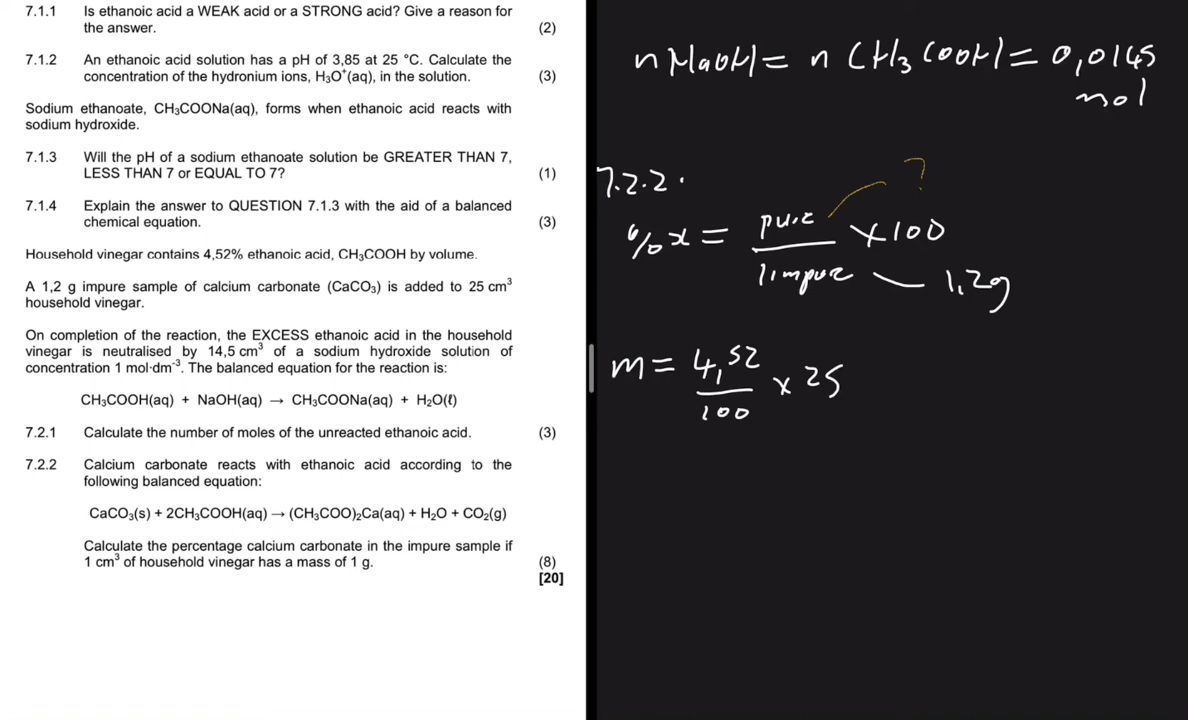 7.1.1 Is ethanoic acid a WEAK acid or a STRONG acid? Give a reason for
the answer. (2)
7.1.2 An ethanoic acid solution has a pH of 3,85 at 25 °C. Calculate the
concentration of the hydronium ions, H₃O⁺(aq), in the solution. (3)
Sodium ethanoate, CH₃COONa(aq), forms when ethanoic acid reacts with
sodium hydroxide.
7.1.3 Will the pH of a sodium ethanoate solution be GREATER THAN 7,
LESS THAN 7 or EQUAL TO 7? (1)
7.1.4 Explain the answer to QUESTION 7.1.3 with the aid of a balanced
chemical equation. (3)
Household vinegar contains 4,52% ethanoic acid, CH₃COOH by volume.
A 1,2 g impure sample of calcium carbonate (CaCO₃) is added to 25 cm³
household vinegar.
On completion of the reaction, the EXCESS ethanoic acid in the household
vinegar is neutralised by 14,5 cm³ of a sodium hydroxide solution of
concentration 1 mol·dm⁻³. The balanced equation for the reaction is:
CH₃COOH(aq) + NaOH(aq) → CH₃COONa(aq) + H₂O(ℓ)
7.2.1 Calculate the number of moles of the unreacted ethanoic acid. (3)
7.2.2 Calcium carbonate reacts with ethanoic acid according to the
following balanced equation:
CaCO₃(s) + 2CH₃COOH(aq) → (CH₃COO)₂Ca(aq) + H₂O + CO₂(g)
Calculate the percentage calcium carbonate in the impure sample if
1 cm³ of household vinegar has a mass of 1 g. (8)
[20]
n NaOH = n CH₃COOH = 0,0145
mol
7.2.2.
?
%x = pure/impure × 100
1,2g
m = 4,52/100 × 25